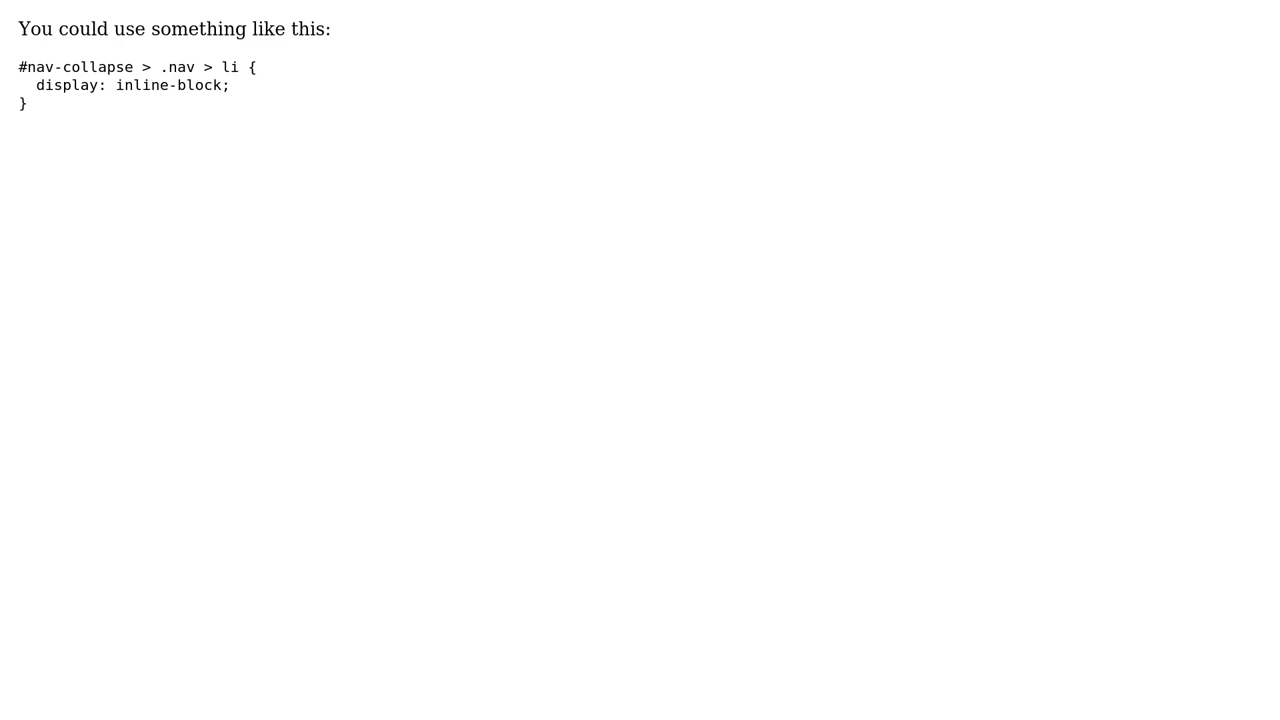 You could use something like this:
#nav-collapse > .nav > li {
  display: inline-block;
}